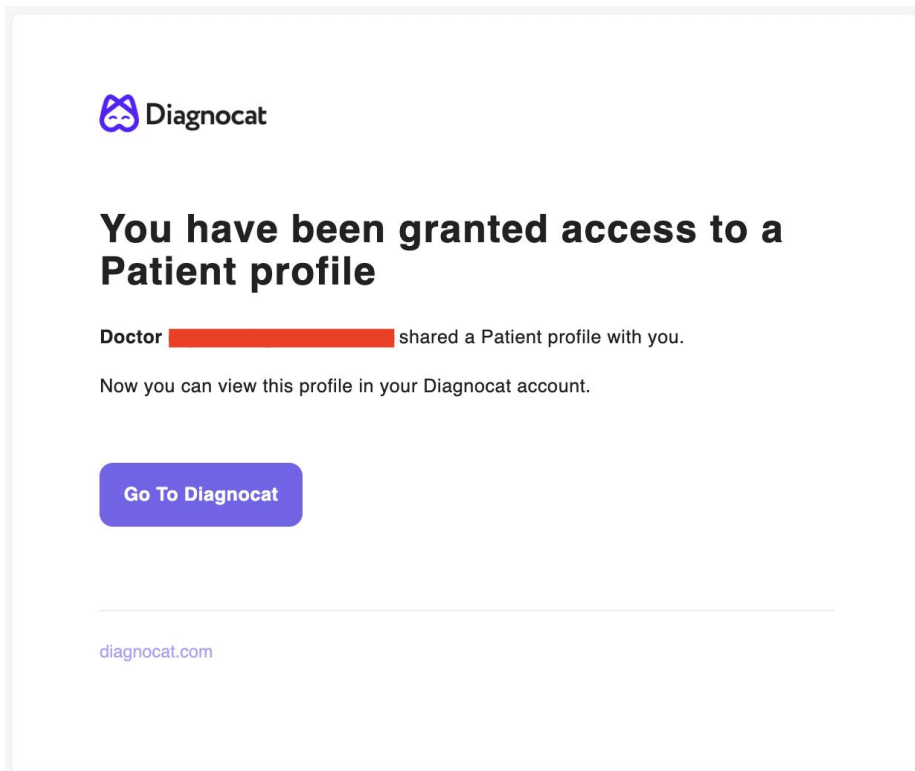 Diagnocat
You have been granted access to a
Patient profile
Doctor shared a Patient profile with you.
Now you can view this profile in your Diagnocat account.
Go To Diagnocat
diagnocat.com